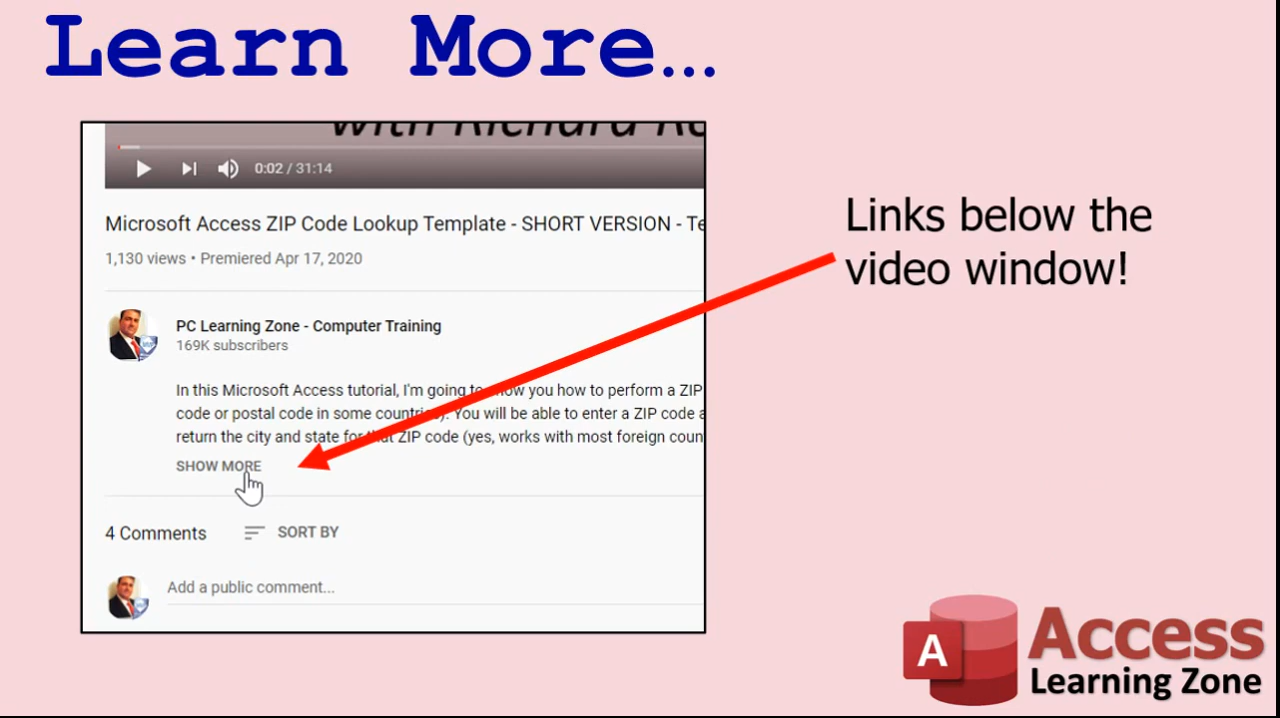 Learn More...
with Richard
0:02 / 31:14
Microsoft Access ZIP Code Lookup Template - SHORT VERSION -
1,130 views • Premiered Apr 17, 2020
PC Learning Zone - Computer Training
169K subscribers
In this Microsoft Access tutorial, I'm going to show you how to perform a ZIP
code or postal code in some countries). You will be able to enter a ZIP code
return the city and state for that ZIP code (yes, works with most foreign
SHOW MORE
4 Comments SORT BY
Add a public comment...
Links below the
video window!
A
Access
Learning Zone